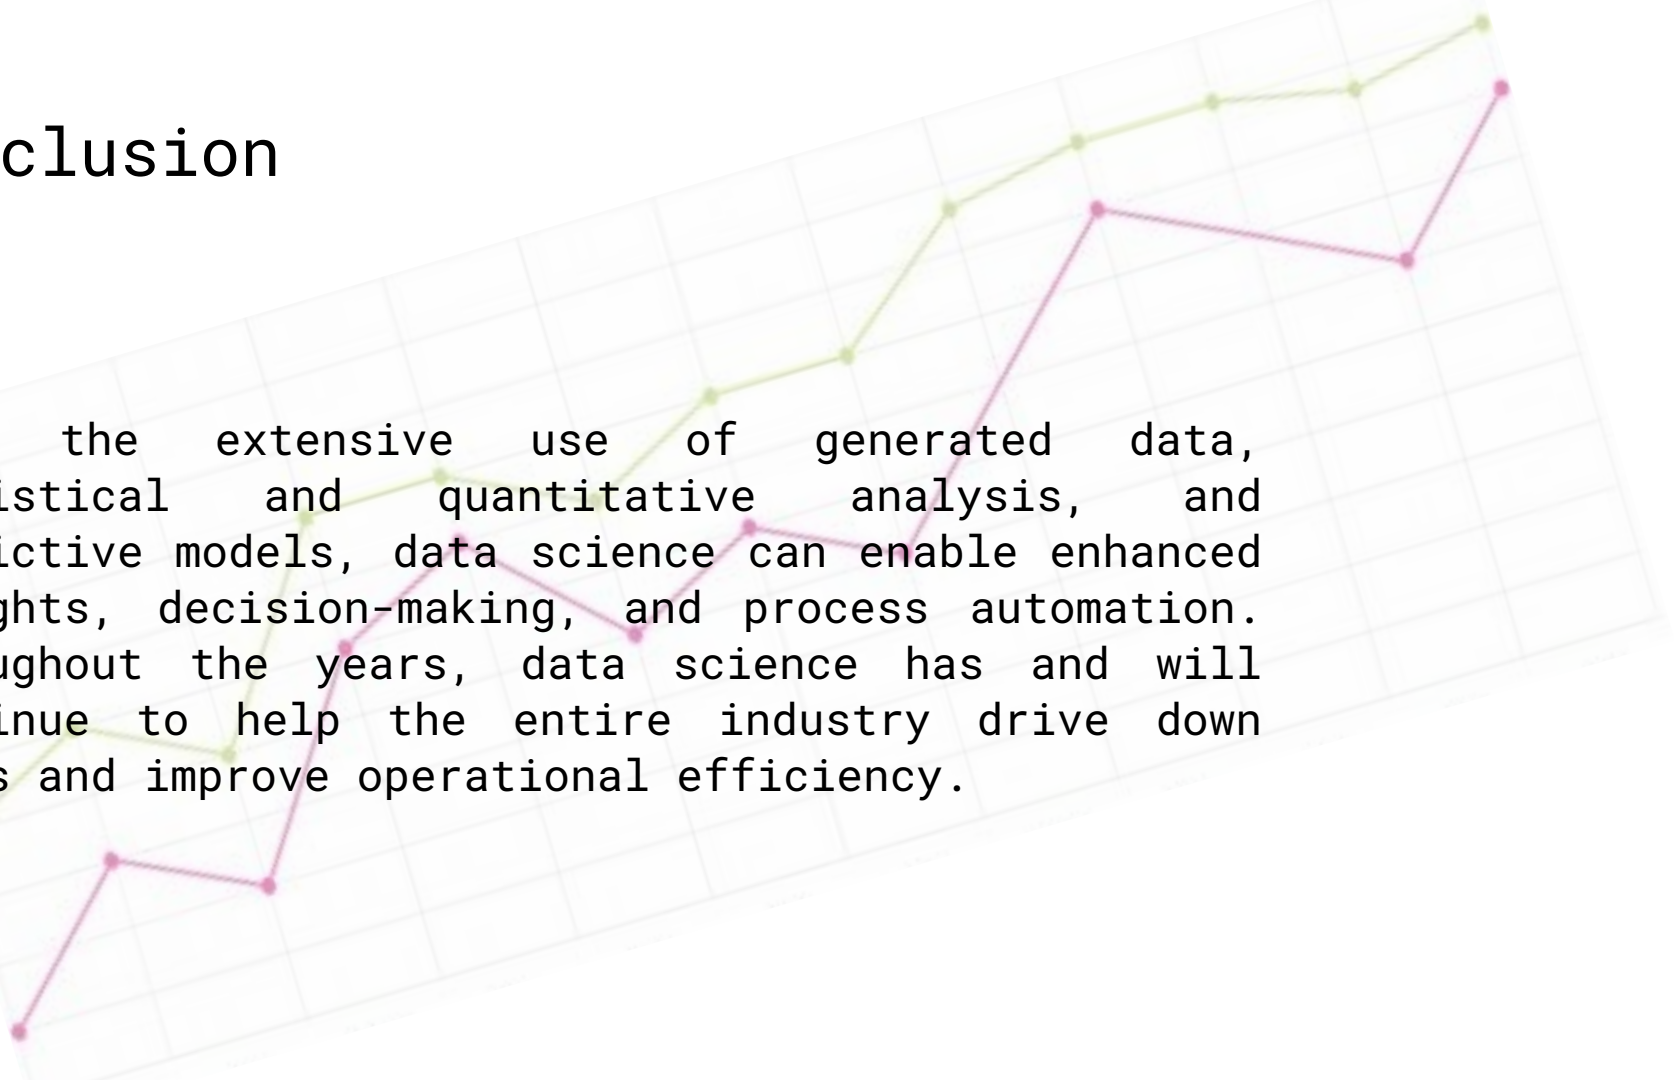 clusion
the extensive use of generated data,
istical and quantitative analysis, and
ictive models, data science can enable enhanced
ghts, decision-making, and process automation.
ughout the years, data science has and will
inue to help the entire industry drive down
s and improve operational efficiency.